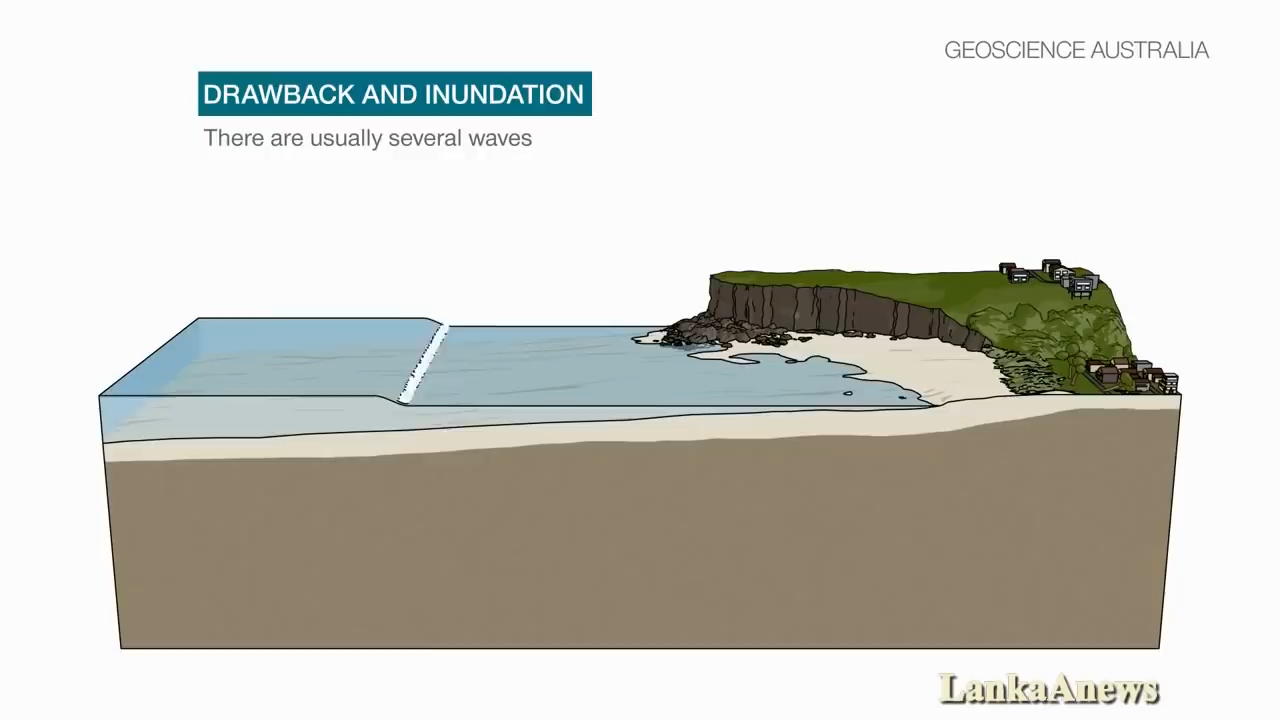 GEOSCIENCE AUSTRALIA
DRAWBACK AND INUNDATION
There are usually several waves
LankaAnews